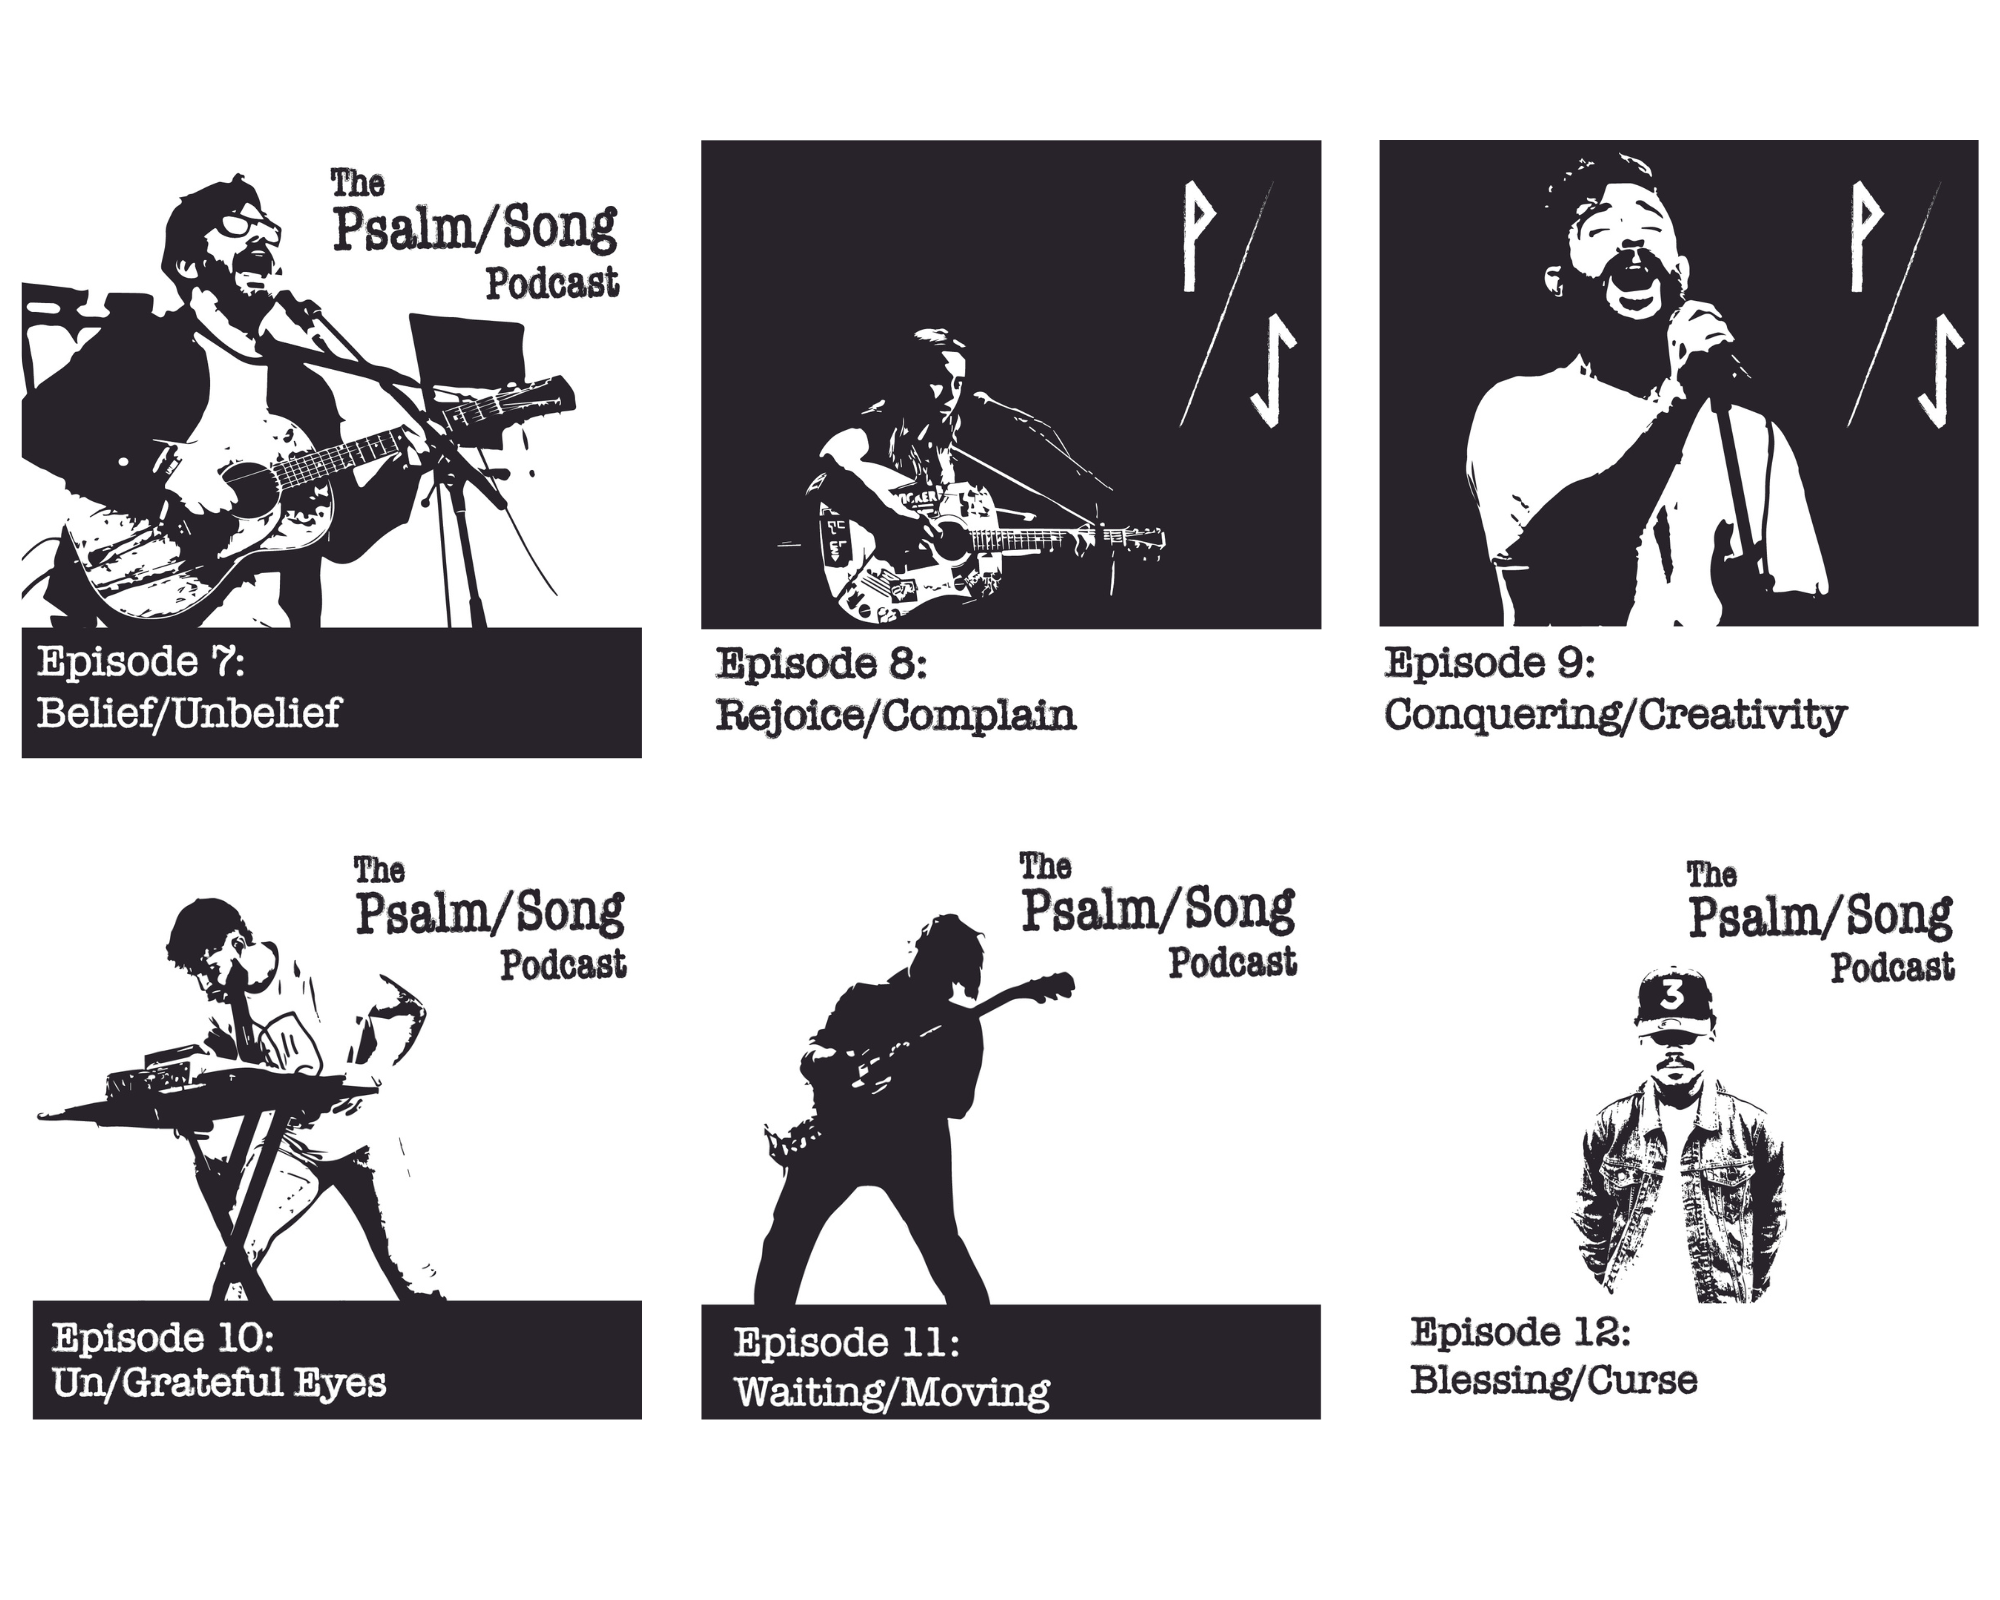 The
Psalm/Song
Podcast
Episode 7:
Belief/Unbelief
ᚹ/ᛇ
Episode 8:
Rejoice/Complain
ᚹ/ᛇ
Episode 9:
Conquering/Creativity
The
Psalm/Song
Podcast
Episode 10:
Un/Grateful Eyes
The
Psalm/Song
Podcast
Episode 11:
Waiting/Moving
The
Psalm/Song
Podcast
3
Episode 12:
Blessing/Curse